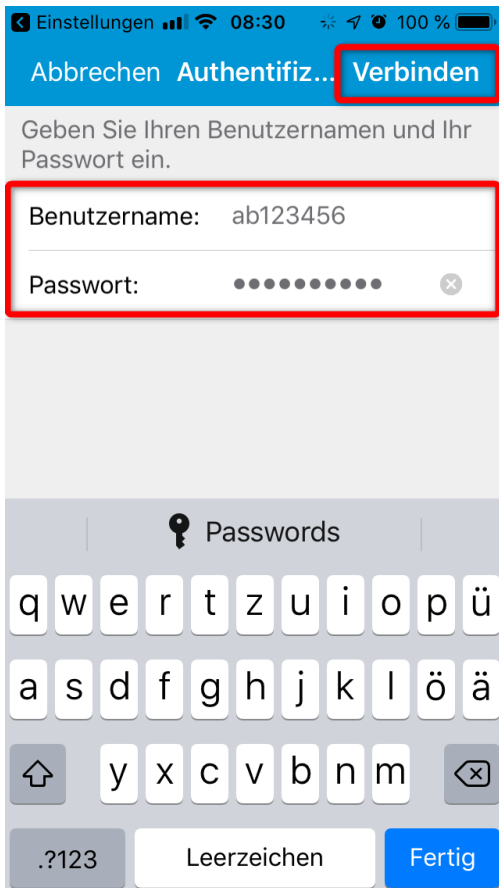 Einstellungen 08:30 100 %
Abbrechen Authentifiz... Verbinden
Geben Sie Ihren Benutzernamen und Ihr
Passwort ein.
Benutzername: ab123456
Passwort: ●●●●●●●●●●
Passwords
q w e r t z u i o p ü
a s d f g h j k l ö ä
y x c v b n m
.?123 Leerzeichen Fertig